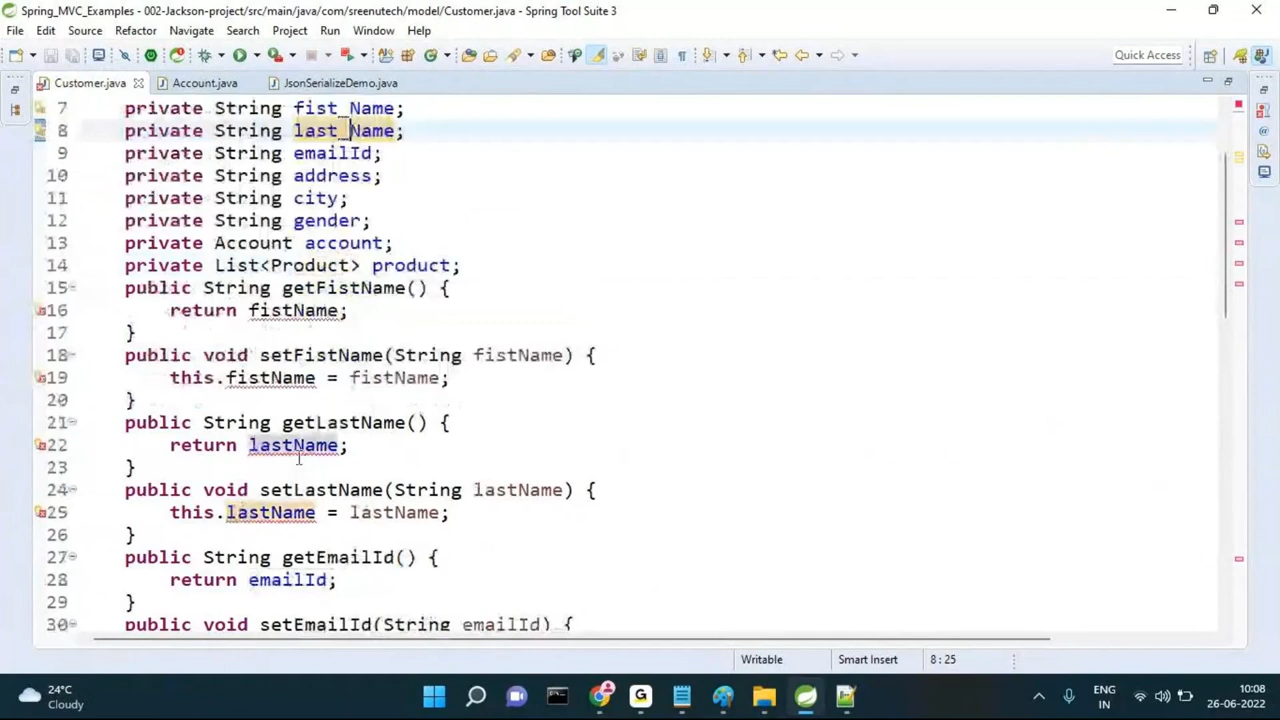 Spring_MVC_Examples - 002-Jackson-project/src/main/java/com/sreenutech/model/Customer.java - Spring Tool Suite 3
File Edit Source Refactor Navigate Search Project Run Window Help
Quick Access
Customer.java Account.java JsonSerializeDemo.java
7 private String fist_Name;
8 private String last_Name;
9 private String emailId;
10 private String address;
11 private String city;
12 private String gender;
13 private Account account;
14 private List<Product> product;
15 public String getFistName() {
16 return fistName;
17 }
18 public void setFistName(String fistName) {
19 this.fistName = fistName;
20 }
21 public String getLastName() {
22 return lastName;
23 }
24 public void setLastName(String lastName) {
25 this.lastName = lastName;
26 }
27 public String getEmailId() {
28 return emailId;
29 }
30 public void setEmailId(String emailId) {
Writable Smart Insert 8 : 25
24°C
Cloudy
ENG
IN
10:08
26-06-2022